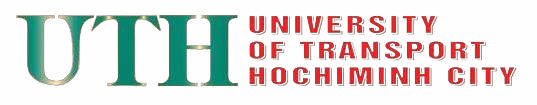 UTH
UNIVERSITY
OF TRANSPORT
HOCHIMINH CITY